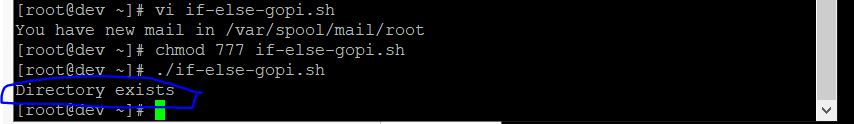 [root@dev ~]# vi if-else-gopi.sh
You have new mail in /var/spool/mail/root
[root@dev ~]# chmod 777 if-else-gopi.sh
[root@dev ~]# ./if-else-gopi.sh
Directory exists
[root@dev ~]#